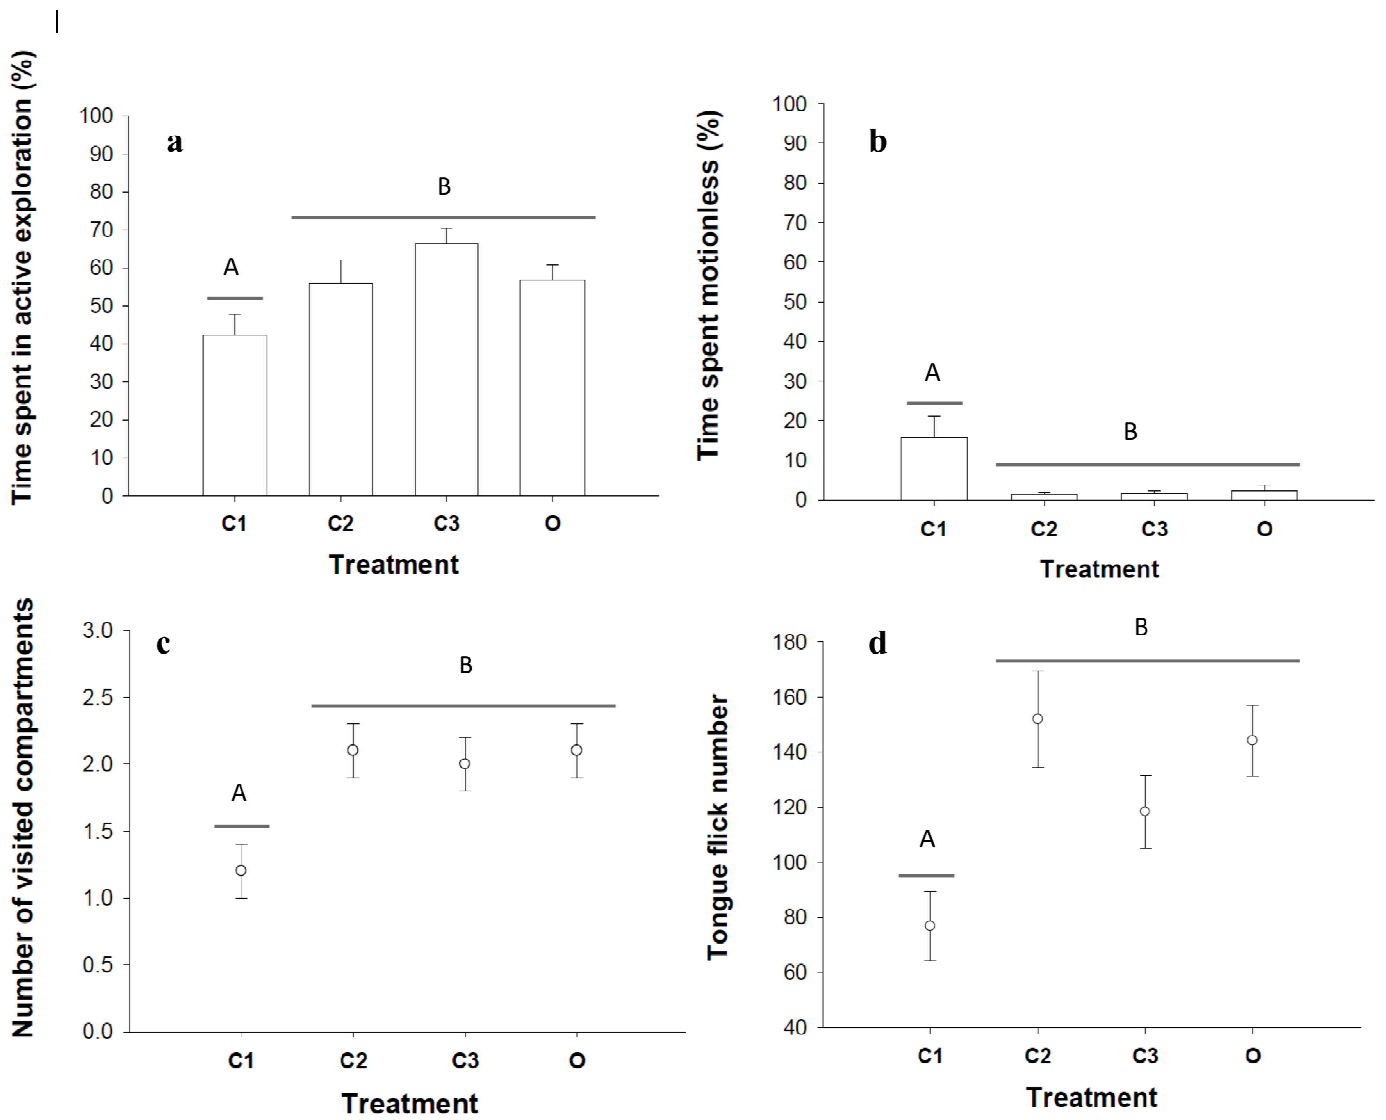 a
Time spent in active exploration (%)
100
90
80
70
60
50
40
30
20
10
0
A
B
C1 C2 C3 O
Treatment
b
Time spent motionless (%)
100
90
80
70
60
50
40
30
20
10
0
A
B
C1 C2 C3 O
Treatment
c
Number of visited compartments
3.0
2.5
2.0
1.5
1.0
0.5
0.0
A
B
C1 C2 C3 O
Treatment
d
Tongue flick number
180
160
140
120
100
80
60
40
A
B
C1 C2 C3 O
Treatment